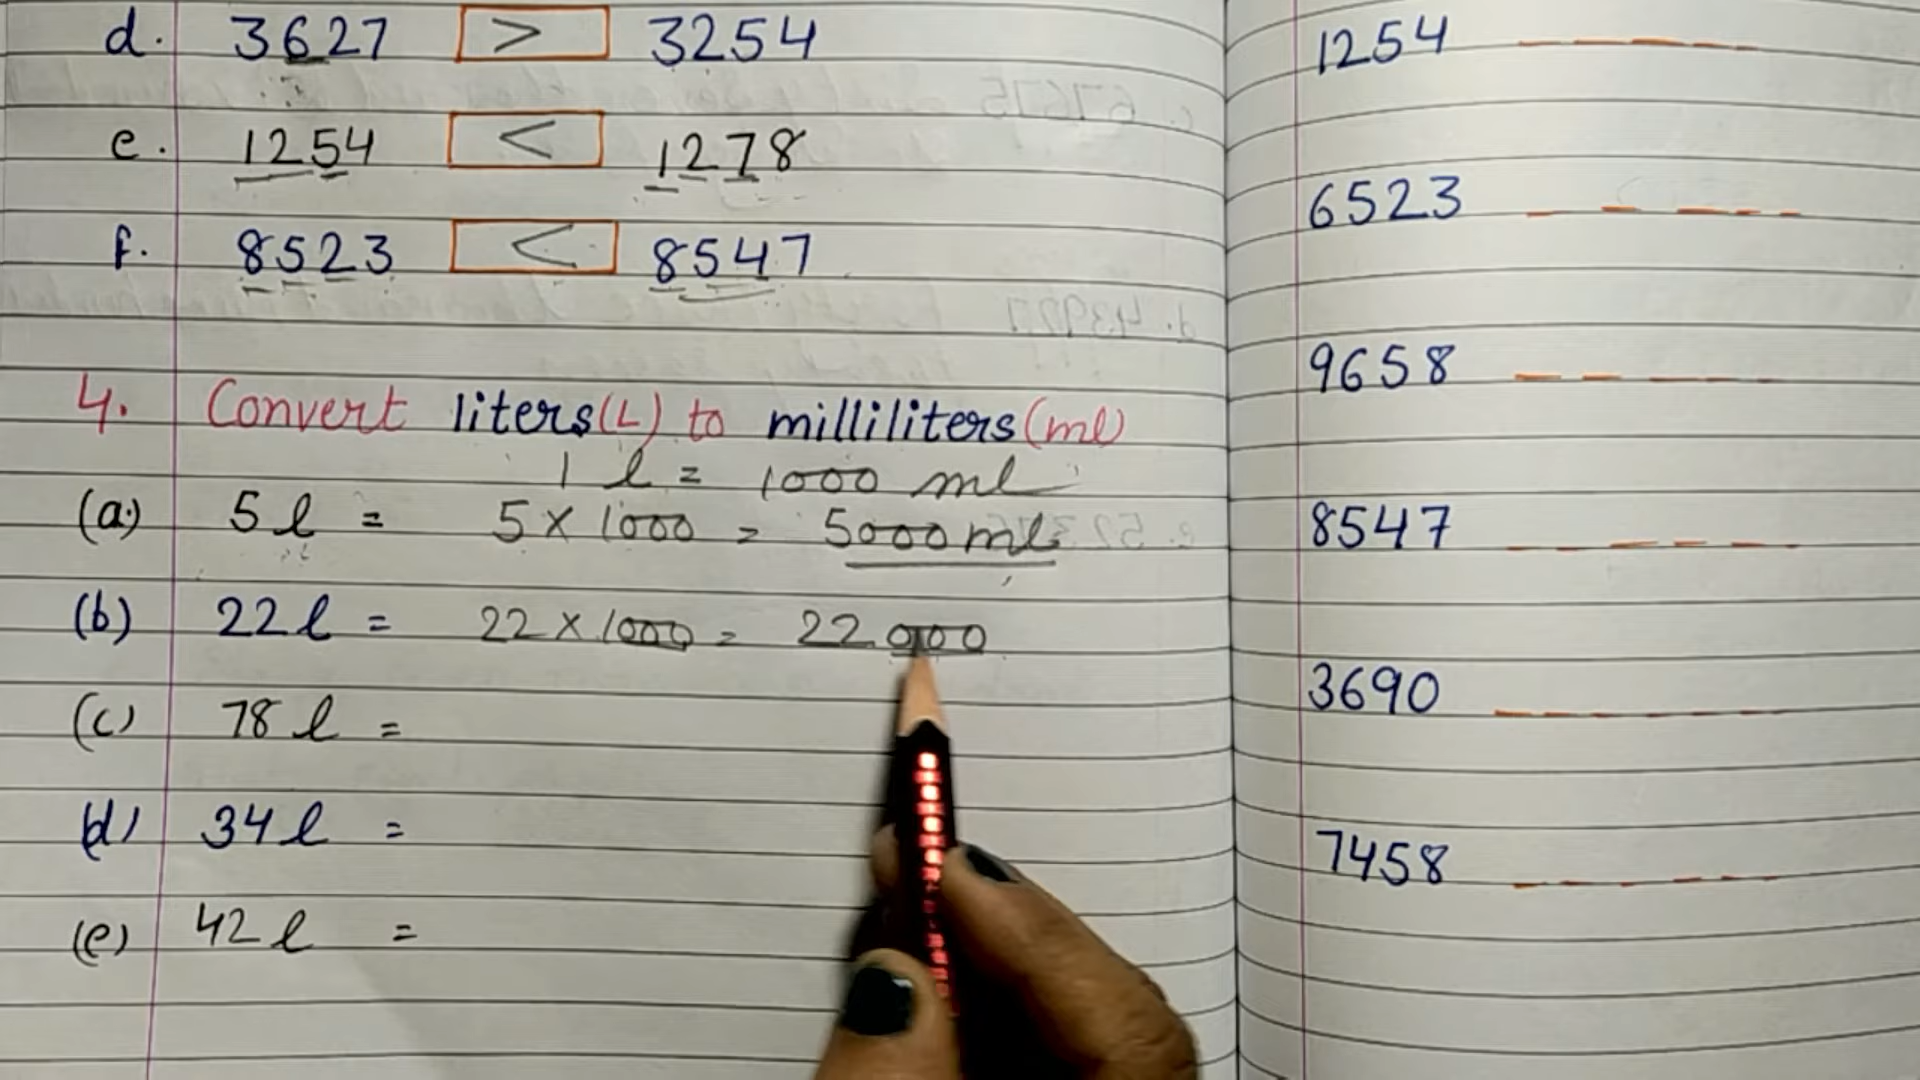 d. 3627 > 3254
e. 1254 < 1278
f. 8523 < 8547
4. Convert liters(L) to milliliters(ml)
1 l = 1000 ml
(a) 5 l = 5 x 1000 = 5000 ml
(b) 22 l = 22 x 1000 = 22000
(c) 78 l =
(d) 34 l =
(e) 42 l =
1254
6523
9658
8547
3690
7458